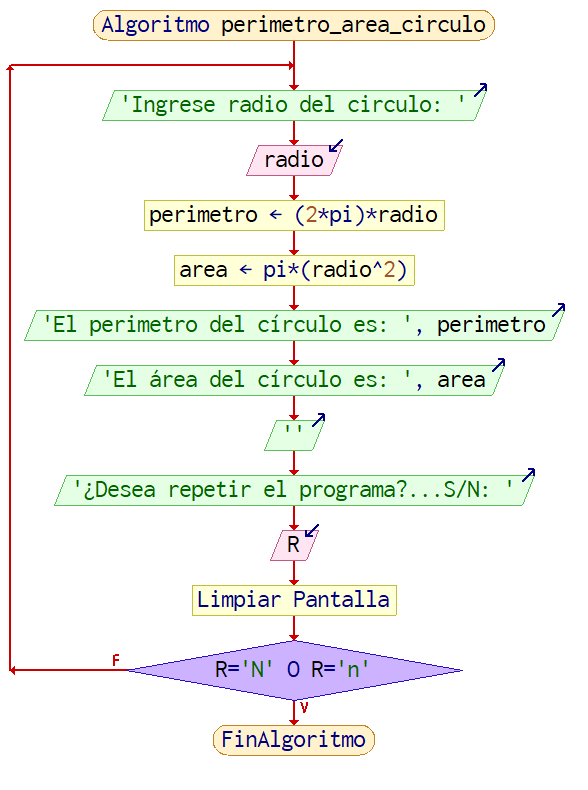 Algoritmo perimetro_area_circulo
'Ingrese radio del circulo: '
radio
perimetro ← (2*pi)*radio
area ← pi*(radio^2)
'El perimetro del círculo es: ', perimetro
'El área del círculo es: ', area
''
'¿Desea repetir el programa?...S/N: '
R
Limpiar Pantalla
F
R='N' O R='n'
V
FinAlgoritmo